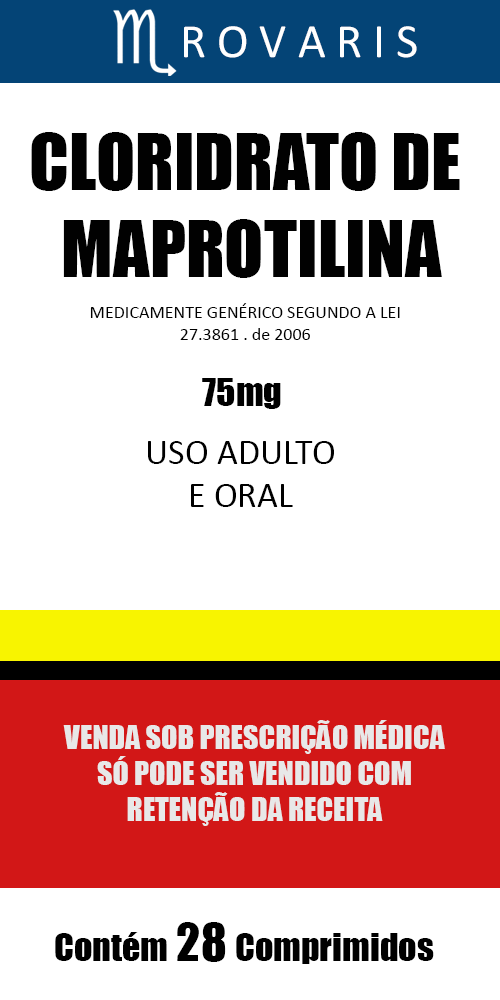 ROVARIS
CLORIDRATO DE
MAPROTILINA
MEDICAMENTE GENÉRICO SEGUNDO A LEI
27.3861 . de 2006
75mg
USO ADULTO
E ORAL
VENDA SOB PRESCRIÇÃO MÉDICA
SÓ PODE SER VENDIDO COM
RETENÇÃO DA RECEITA
Contém 28 Comprimidos